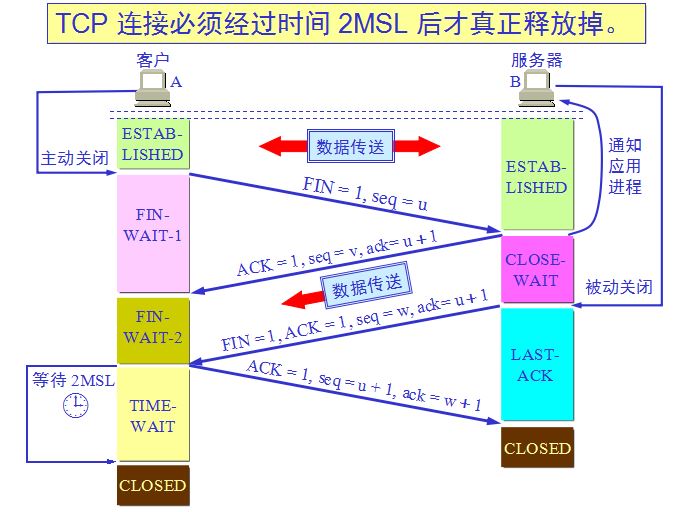 TCP 连接必须经过时间 2MSL 后才真正释放掉。
客户
A
服务器
B
ESTAB-
LISHED
主动关闭
数据传送
通知
应用
进程
ESTAB-
LISHED
FIN = 1, seq = u
FIN-
WAIT-1
ACK = 1, seq = v, ack= u + 1
CLOSE-
WAIT
数据传送
被动关闭
FIN-
WAIT-2
FIN = 1, ACK = 1, seq = w, ack= u + 1
LAST-
ACK
等待 2MSL
ACK = 1, seq = u + 1, ack = w + 1
TIME-
WAIT
CLOSED
CLOSED